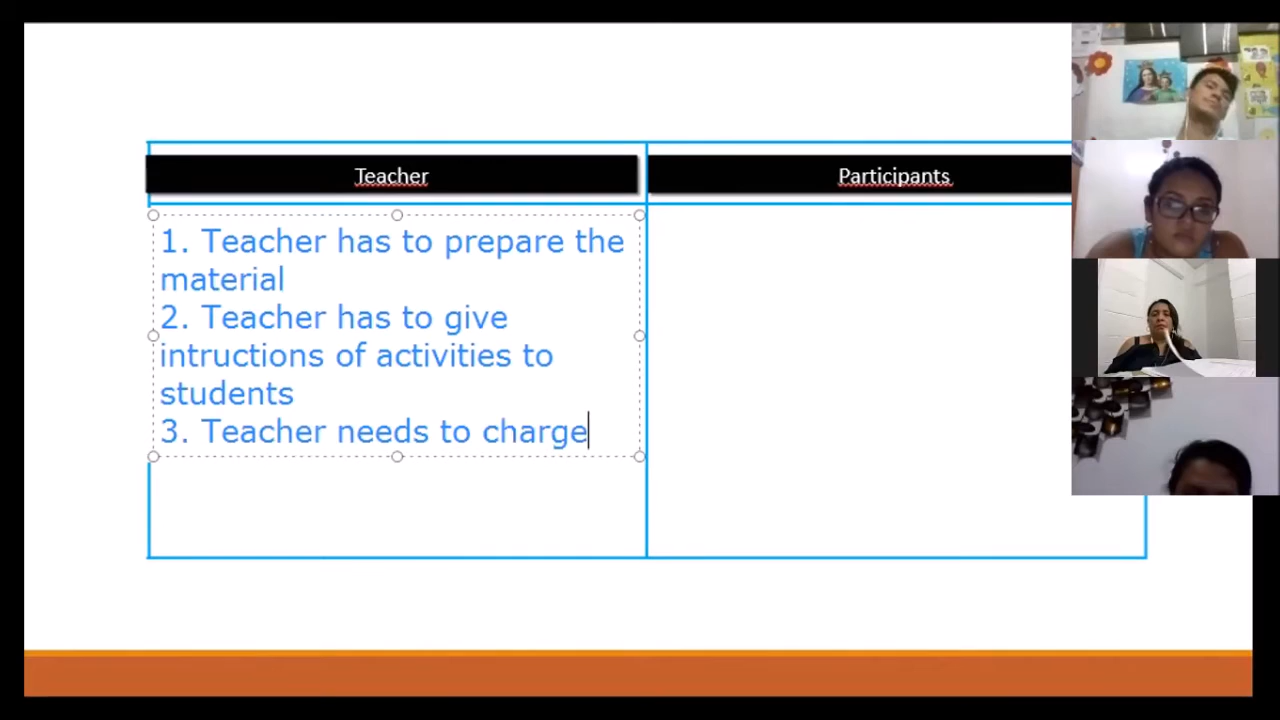 Teacher
Participants
1. Teacher has to prepare the
material
2. Teacher has to give
intructions of activities to
students
3. Teacher needs to charge